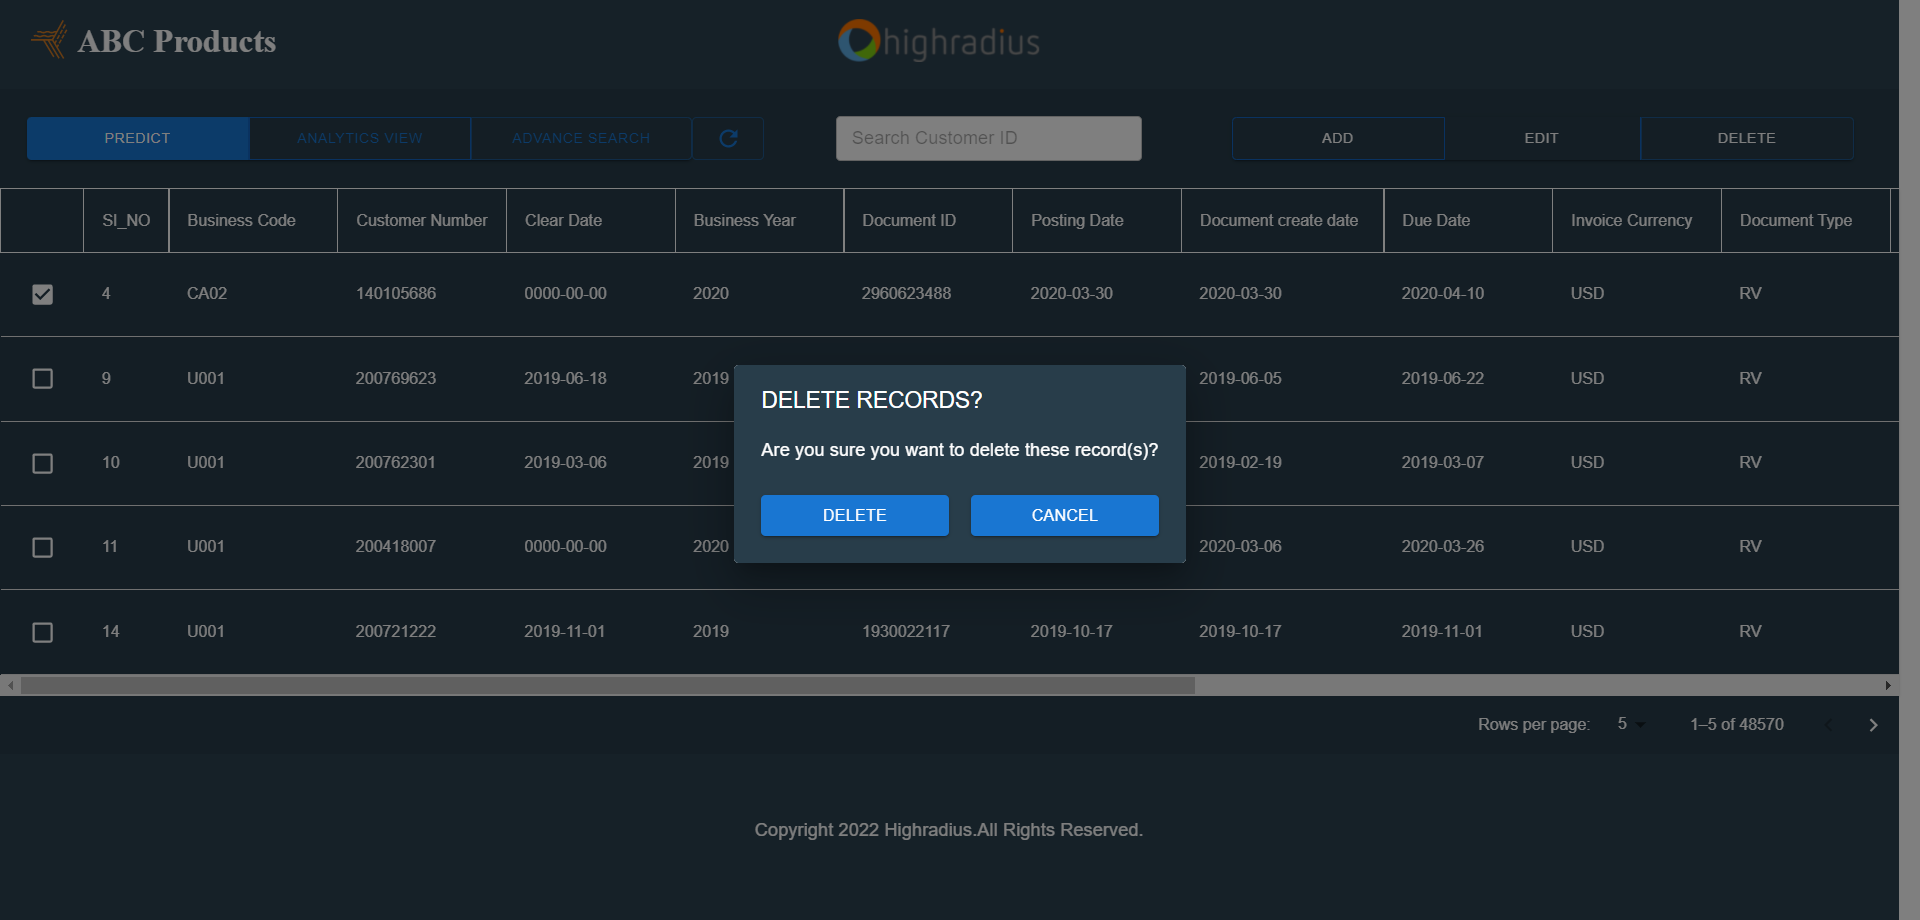 ABC Products
highradius
PREDICT ANALYTICS VIEW ADVANCE SEARCH Search Customer ID ADD EDIT DELETE
SI_NO Business Code Customer Number Clear Date Business Year Document ID Posting Date Document create date Due Date Invoice Currency Document Type
4 CA02 140105686 0000-00-00 2020 2960623488 2020-03-30 2020-03-30 2020-04-10 USD RV
9 U001 200769623 2019-06-18 2019 2019-06-05 2019-06-22 USD RV
10 U001 200762301 2019-03-06 2019 2019-02-19 2019-03-07 USD RV
11 U001 200418007 0000-00-00 2020 2020-03-06 2020-03-26 USD RV
14 U001 200721222 2019-11-01 2019 1930022117 2019-10-17 2019-10-17 2019-11-01 USD RV
DELETE RECORDS?
Are you sure you want to delete these record(s)?
DELETE CANCEL
Rows per page: 5 1–5 of 48570
Copyright 2022 Highradius.All Rights Reserved.